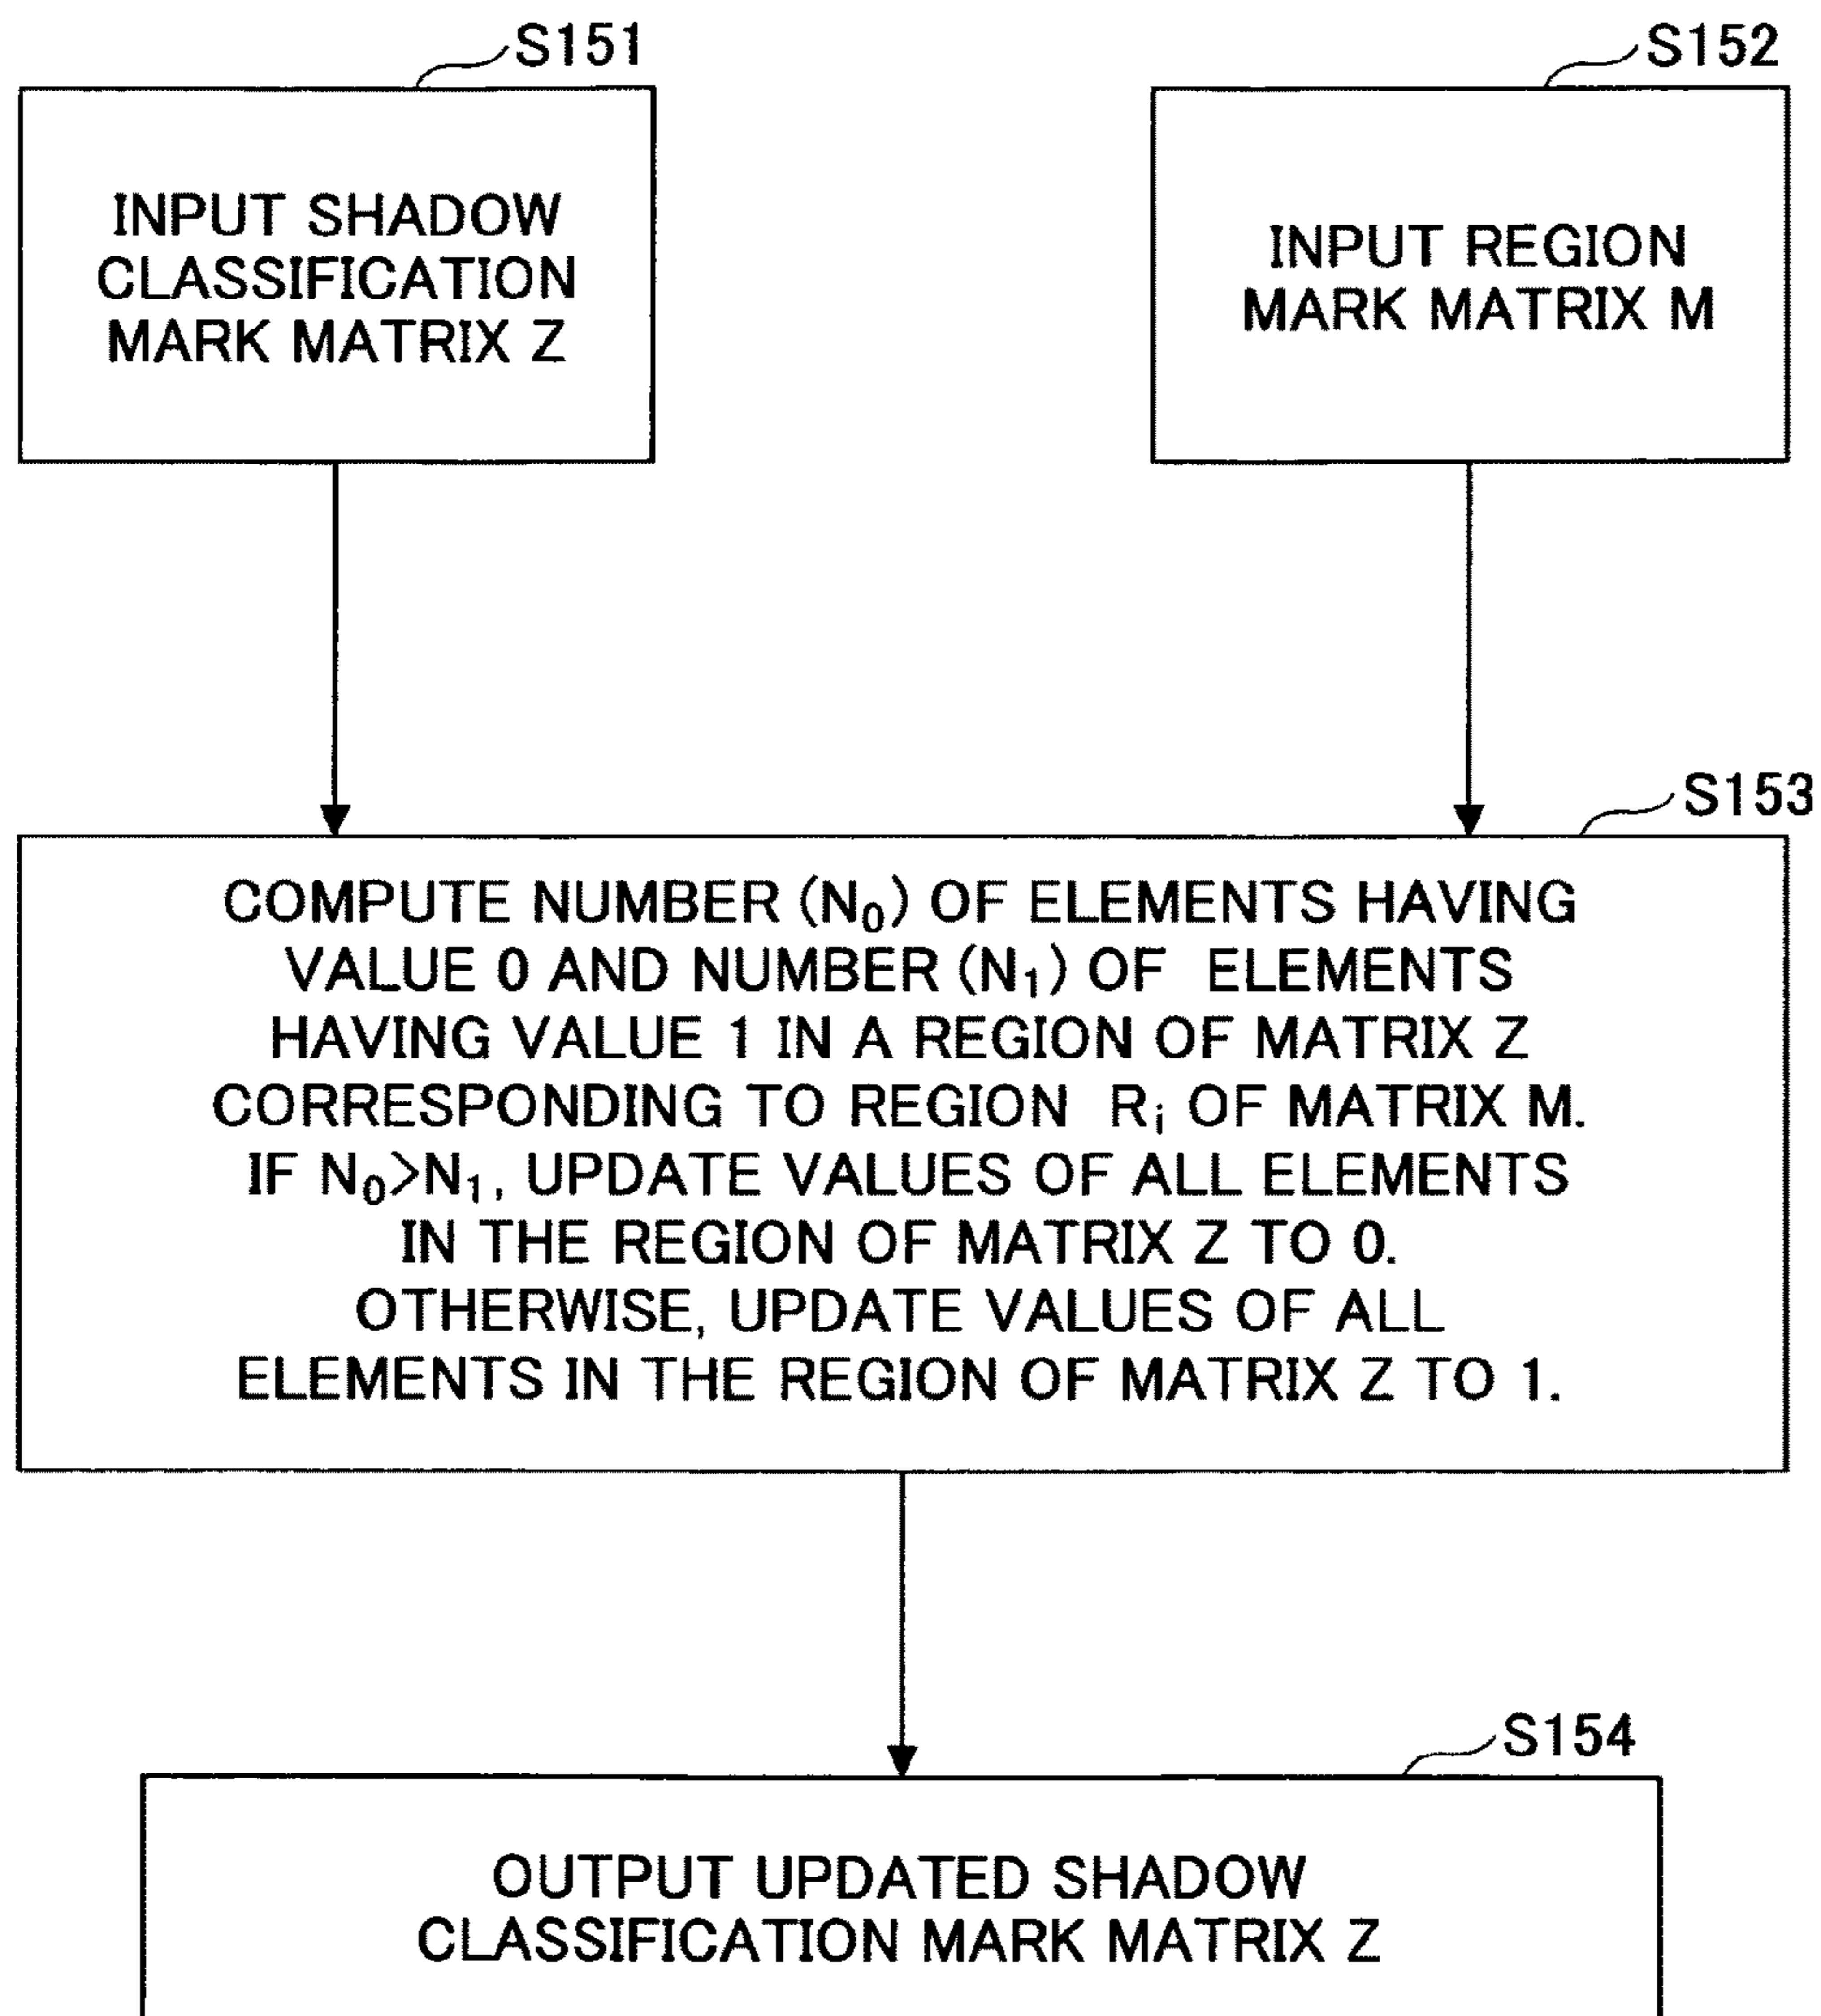 S151
INPUT SHADOW
CLASSIFICATION
MARK MATRIX Z
S152
INPUT REGION
MARK MATRIX M
S153
COMPUTE NUMBER (N₀) OF ELEMENTS HAVING
VALUE 0 AND NUMBER (N₁) OF ELEMENTS
HAVING VALUE 1 IN A REGION OF MATRIX Z
CORRESPONDING TO REGION Rᵢ OF MATRIX M.
IF N₀>N₁, UPDATE VALUES OF ALL ELEMENTS
IN THE REGION OF MATRIX Z TO 0.
OTHERWISE, UPDATE VALUES OF ALL
ELEMENTS IN THE REGION OF MATRIX Z TO 1.
S154
OUTPUT UPDATED SHADOW
CLASSIFICATION MARK MATRIX Z